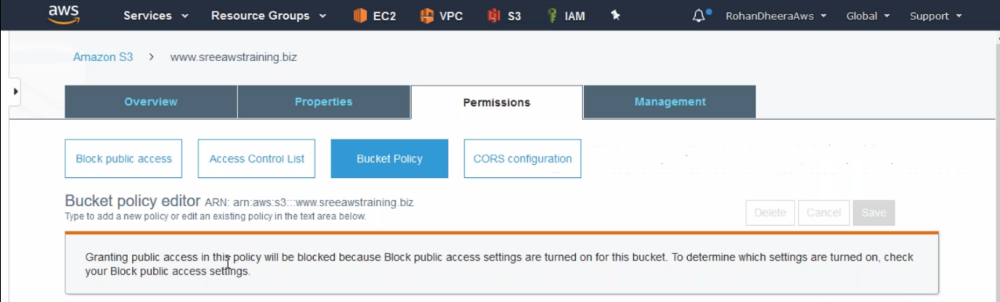 aws Services Resource Groups EC2 VPC S3 IAM RohanDheeraAws Global Support
Amazon S3 > www.sreeawstraining.biz
Overview Properties Permissions Management
Block public access Access Control List Bucket Policy CORS configuration
Bucket policy editor ARN: arn:aws:s3:::www.sreeawstraining.biz
Type to add a new policy or edit an existing policy in the text area below.
Delete Cancel Save
Granting public access in this policy will be blocked because Block public access settings are turned on for this bucket. To determine which settings are turned on, check
your Block public access settings.